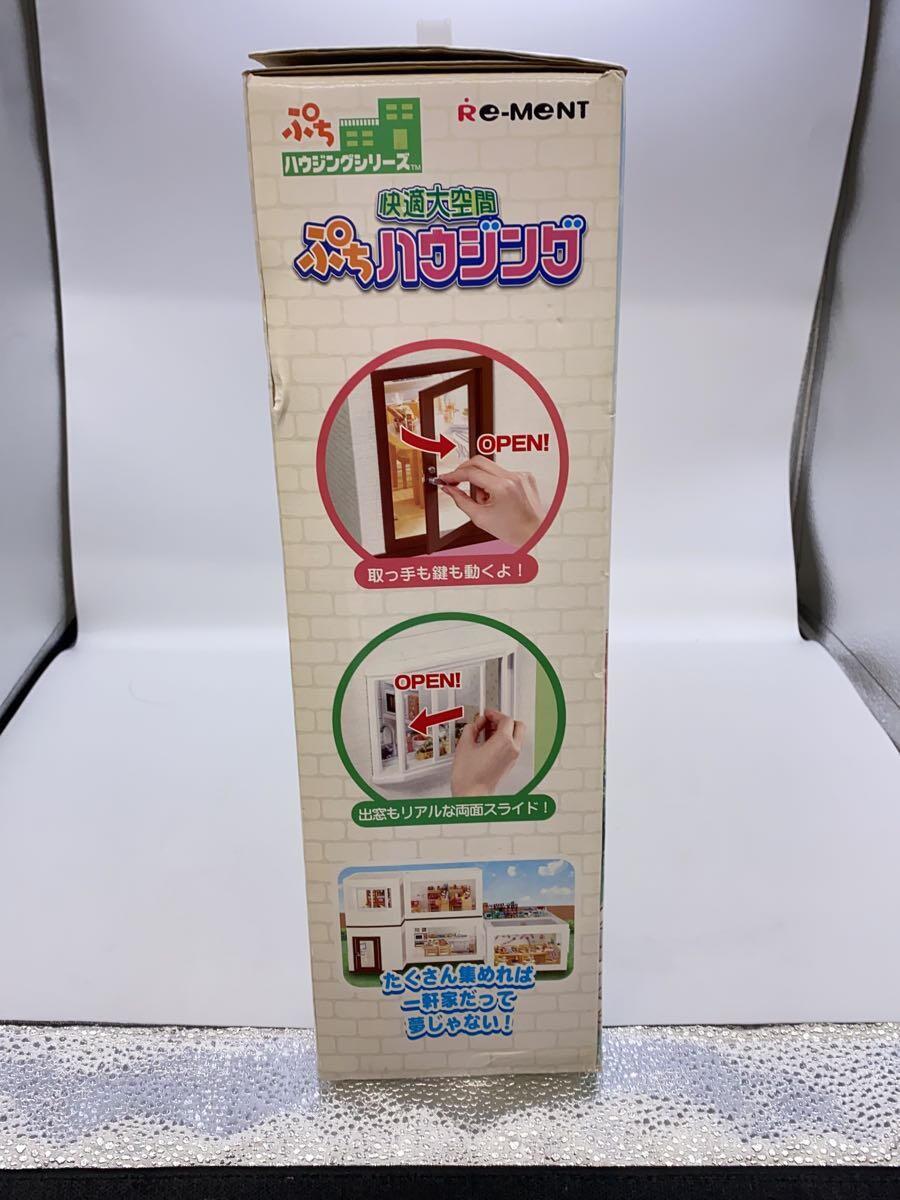 ぷち
ハウジングシリーズ™
Re-MeNT
快適大空間
ぷちハウジング
OPEN!
取っ手も鍵も動くよ!
OPEN!
出窓もリアルな両面スライド!
たくさん集めれば
一軒家だって
夢じゃない!